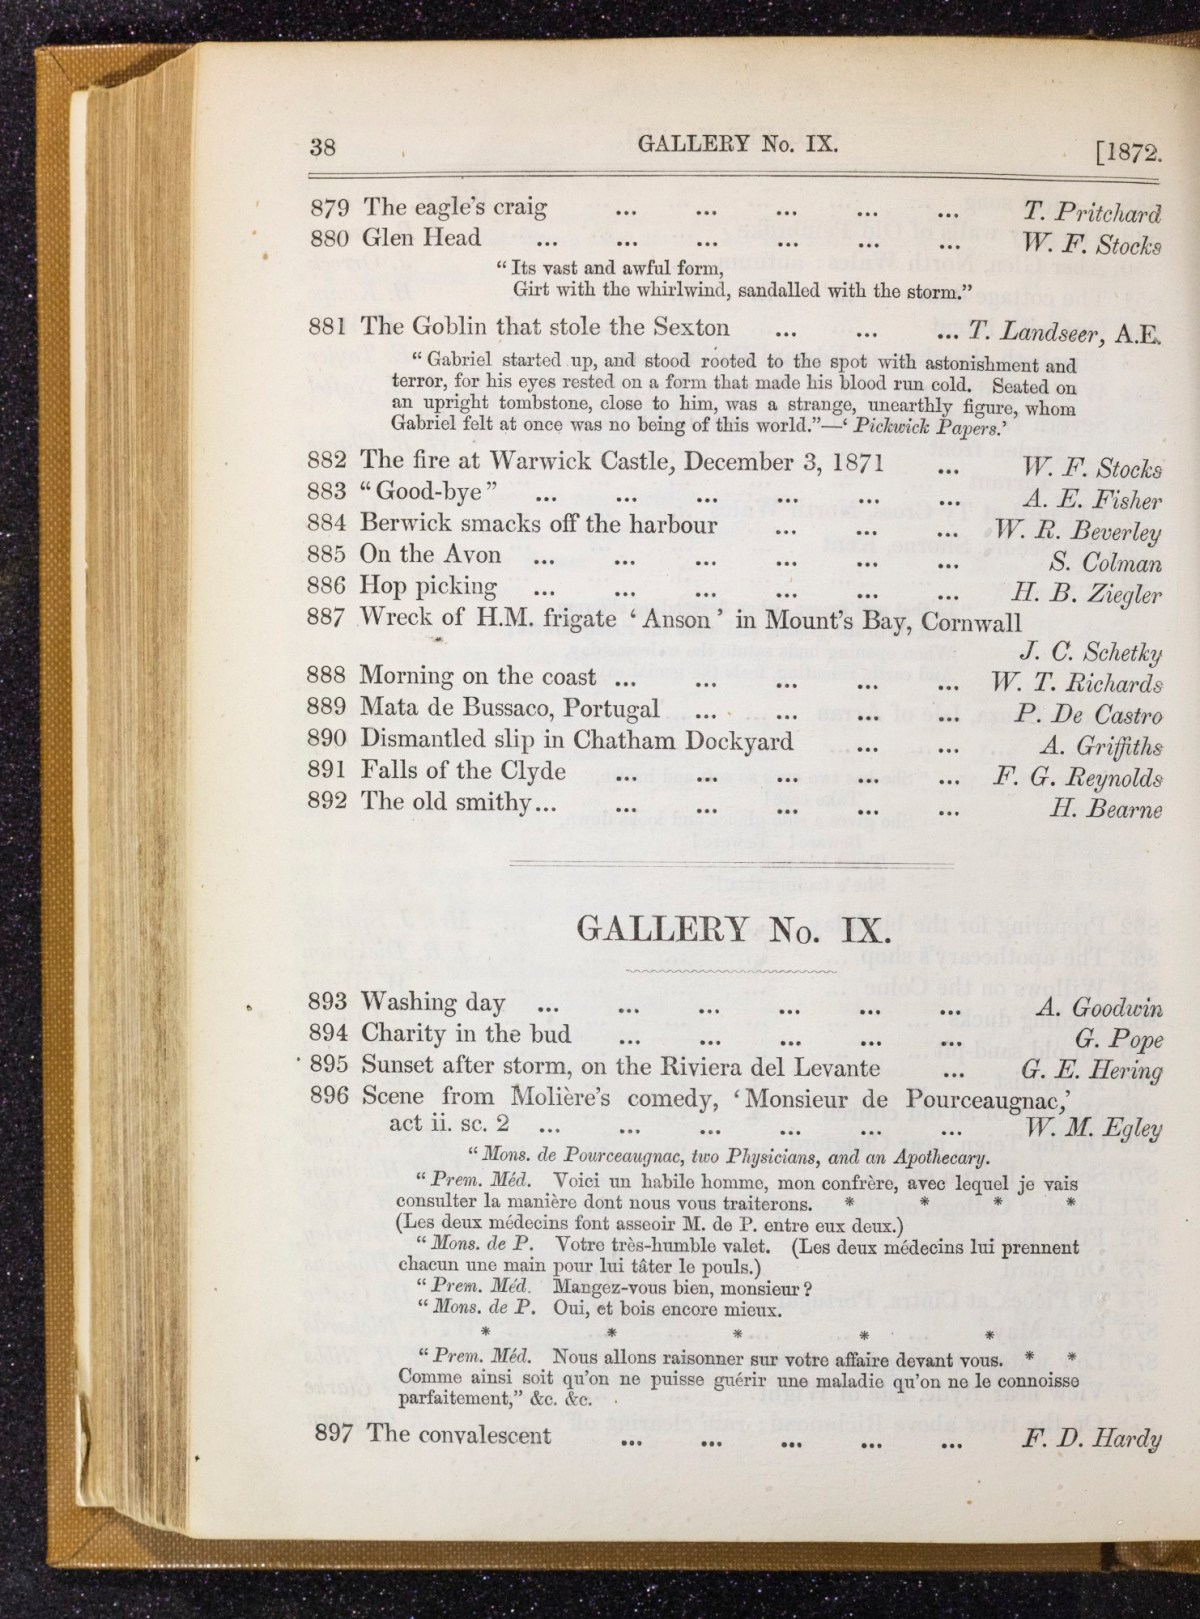 38 GALLERY No. IX. [1872.
879 The eagle's craig ... ... ... ... ... T. Pritchard
880 Glen Head ... ... ... ... ... ... W. F. Stocks
“Its vast and awful form,
Girt with the whirlwind, sandalled with the storm.”
881 The Goblin that stole the Sexton ... ... ... T. Landseer, A.E.
“Gabriel started up, and stood rooted to the spot with astonishment and
terror, for his eyes rested on a form that made his blood run cold. Seated on
an upright tombstone, close to him, was a strange, unearthly figure, whom
Gabriel felt at once was no being of this world.”—‘Pickwick Papers.’
882 The fire at Warwick Castle, December 3, 1871 ... W. F. Stocks
883 “Good-bye” ... ... ... ... ... ... A. E. Fisher
884 Berwick smacks off the harbour ... ... ... W. R. Beverley
885 On the Avon ... ... ... ... ... ... S. Colman
886 Hop picking ... ... ... ... ... ... H. B. Ziegler
887 Wreck of H.M. frigate ‘Anson’ in Mount's Bay, Cornwall
J. C. Schetky
888 Morning on the coast ... ... ... ... ... W. T. Richards
889 Mata de Bussaco, Portugal ... ... ... ... P. De Castro
890 Dismantled slip in Chatham Dockyard ... ... A. Griffiths
891 Falls of the Clyde ... ... ... ... ... F. G. Reynolds
892 The old smithy... ... ... ... ... ... H. Bearne
GALLERY No. IX.
893 Washing day ... ... ... ... ... ... A. Goodwin
894 Charity in the bud ... ... ... ... ... G. Pope
895 Sunset after storm, on the Riviera del Levante ... G. E. Hering
896 Scene from Molière's comedy, ‘Monsieur de Pourceaugnac,’
act ii. sc. 2 ... ... ... ... ... ... W. M. Egley
“Mons. de Pourceaugnac, two Physicians, and an Apothecary.
“Prem. Méd. Voici un habile homme, mon confrère, avec lequel je vais
consulter la manière dont nous vous traiterons. * * * *
(Les deux médecins font asseoir M. de P. entre eux deux.)
“Mons. de P. Votre très-humble valet. (Les deux médecins lui prennent
chacun une main pour lui tâter le pouls.)
“Prem. Méd. Mangez-vous bien, monsieur?
“Mons. de P. Oui, et bois encore mieux.
* * * * *
“Prem. Méd. Nous allons raisonner sur votre affaire devant vous. * *
Comme ainsi soit qu'on ne puisse guérir une maladie qu'on ne le connoisse
parfaitement,” &c. &c.
897 The convalescent ... ... ... ... ... F. D. Hardy